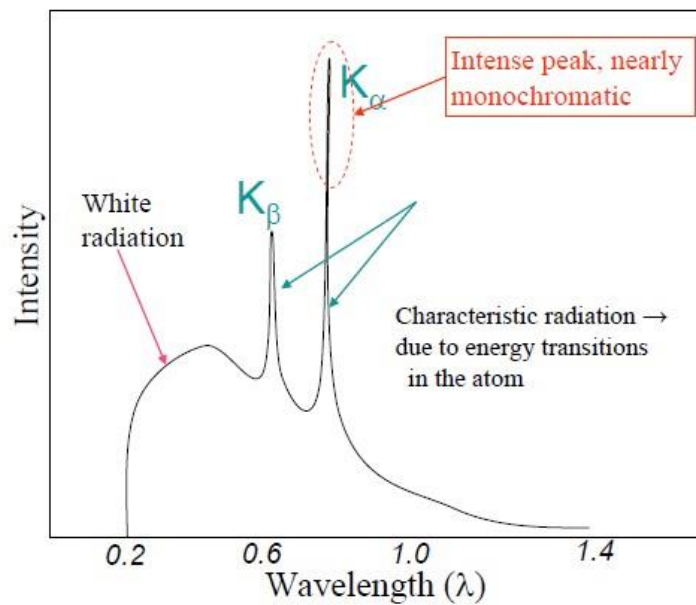 Intense peak, nearly
monochromatic
Kα
Kβ
White
radiation
Intensity
Characteristic radiation →
due to energy transitions
in the atom
0.2
0.6
1.0
1.4
Wavelength (λ)